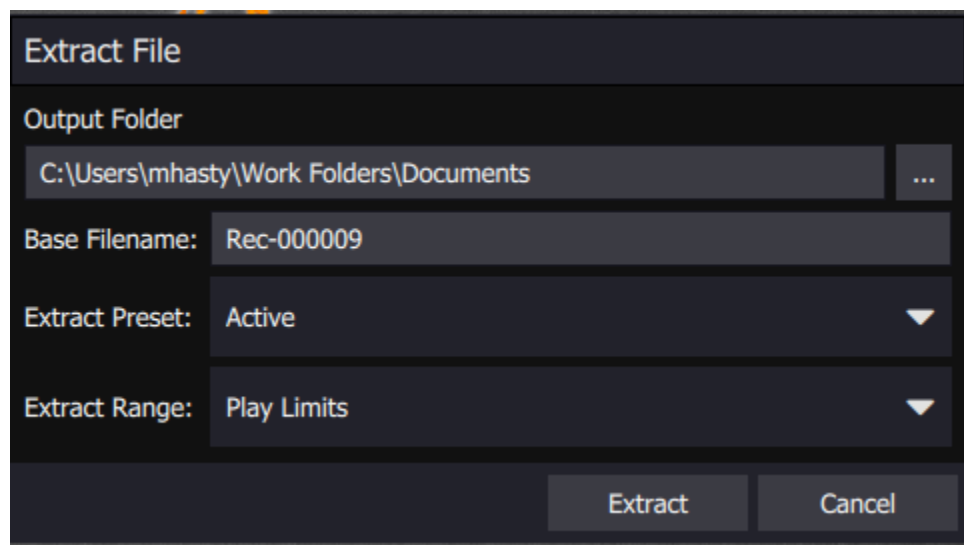 Extract File
Output Folder
C:\Users\mhasty\Work Folders\Documents
...
Base Filename: Rec-000009
Extract Preset: Active
Extract Range: Play Limits
Extract Cancel